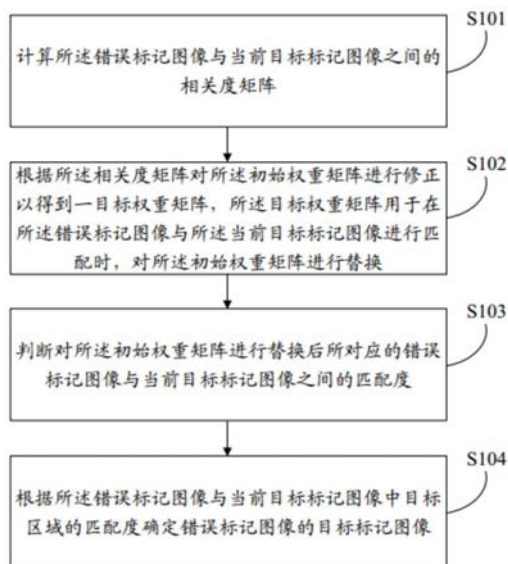 S101
计算所述错误标记图像与当前目标标记图像之间的
相关度矩阵
S102
根据所述相关度矩阵对所述初始权重矩阵进行修正
以得到一目标权重矩阵，所述目标权重矩阵用于在
所述错误标记图像与所述当前目标标记图像进行匹
配时，对所述初始权重矩阵进行替换
S103
判断对所述初始权重矩阵进行替换后所对应的错误
标记图像与当前目标标记图像之间的匹配度
S104
根据所述错误标记图像与当前目标标记图像中目标
区域的匹配度确定错误标记图像的目标标记图像